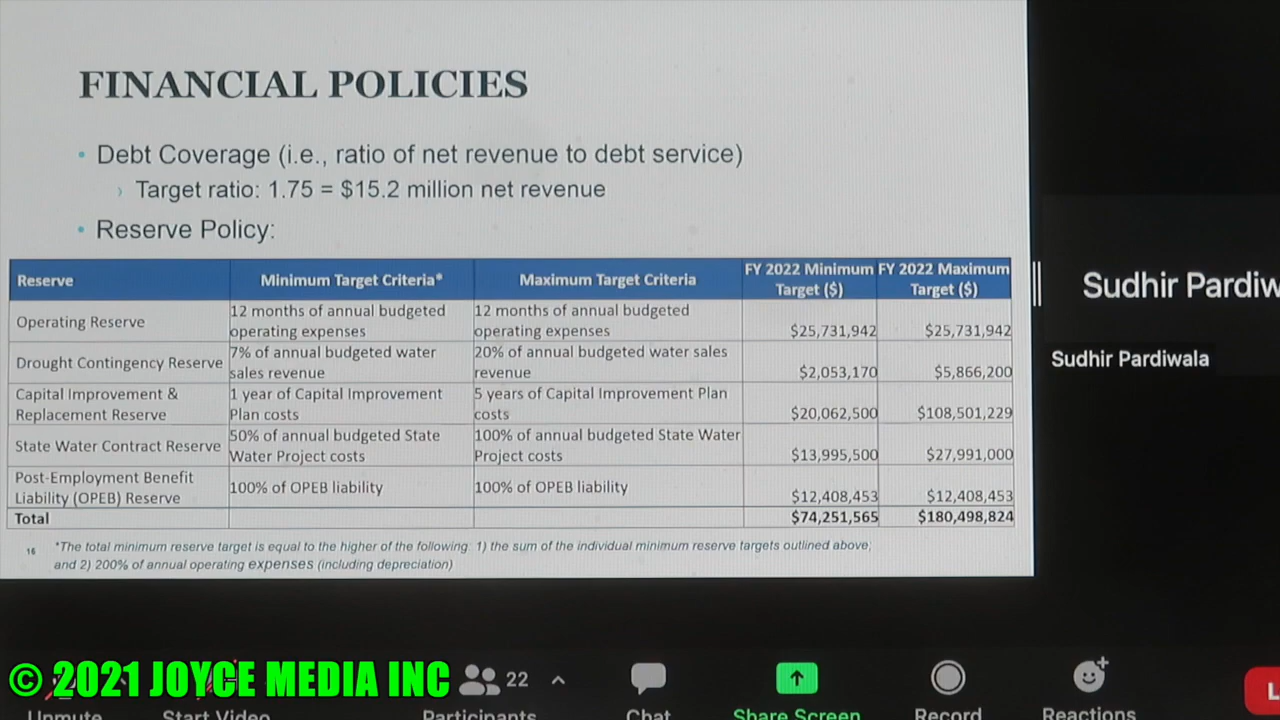 FINANCIAL POLICIES
• Debt Coverage (i.e., ratio of net revenue to debt service)
› Target ratio: 1.75 = $15.2 million net revenue
• Reserve Policy:
Reserve Minimum Target Criteria* Maximum Target Criteria FY 2022 Minimum Target ($) FY 2022 Maximum Target ($)
Operating Reserve 12 months of annual budgeted operating expenses 12 months of annual budgeted operating expenses $25,731,942 $25,731,942
Drought Contingency Reserve 7% of annual budgeted water sales revenue 20% of annual budgeted water sales revenue $2,053,170 $5,866,200
Capital Improvement & Replacement Reserve 1 year of Capital Improvement Plan costs 5 years of Capital Improvement Plan costs $20,062,500 $108,501,229
State Water Contract Reserve 50% of annual budgeted State Water Project costs 100% of annual budgeted State Water Project costs $13,995,500 $27,991,000
Post-Employment Benefit Liability (OPEB) Reserve 100% of OPEB liability 100% of OPEB liability $12,408,453 $12,408,453
Total $74,251,565 $180,498,824
16
*The total minimum reserve target is equal to the higher of the following: 1) the sum of the individual minimum reserve targets outlined above;
and 2) 200% of annual operating expenses (including depreciation)
Sudhir Pardiw
Sudhir Pardiwala
© 2021 JOYCE MEDIA INC
22
Unmute Start Video Participants Chat Share Screen Record Reactions
L